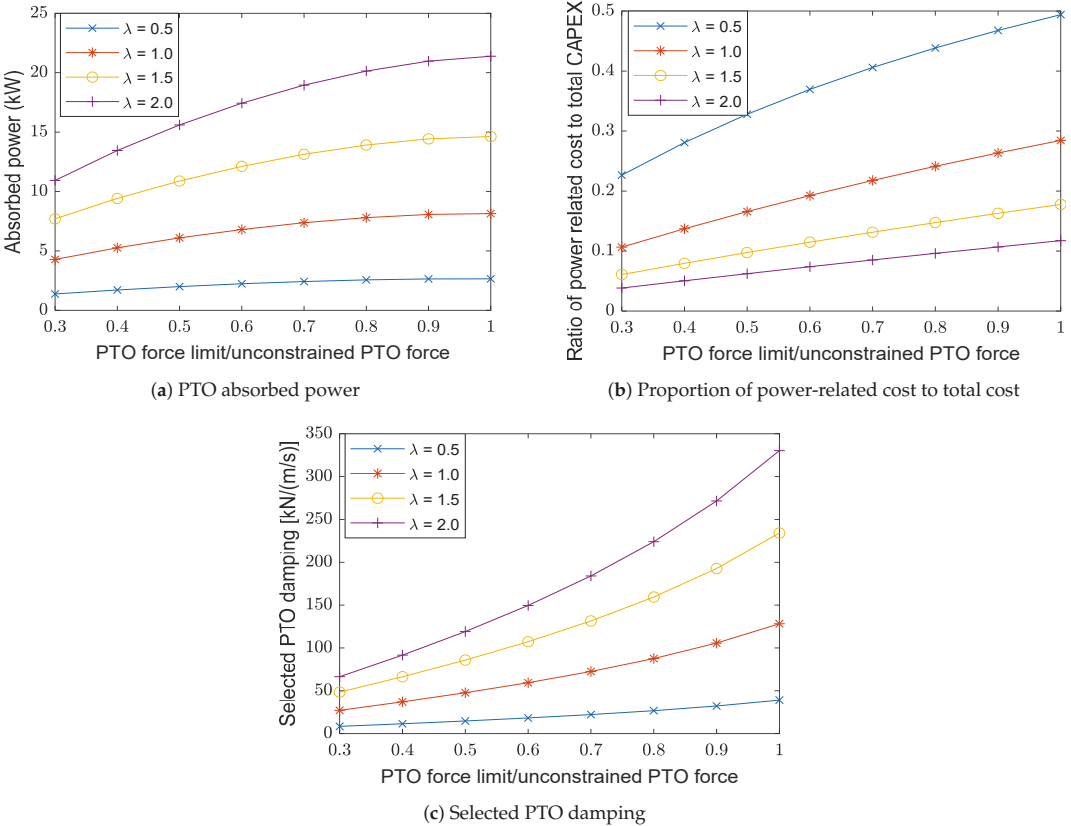 25
20
15
10
5
0
Absorbed power (kW)
λ = 0.5
λ = 1.0
λ = 1.5
λ = 2.0
0.3 0.4 0.5 0.6 0.7 0.8 0.9 1
PTO force limit/unconstrained PTO force
(a) PTO absorbed power
0.5
0.4
0.3
0.2
0.1
0
Ratio of power related cost to total CAPEX
λ = 0.5
λ = 1.0
λ = 1.5
λ = 2.0
0.3 0.4 0.5 0.6 0.7 0.8 0.9 1
PTO force limit/unconstrained PTO force
(b) Proportion of power-related cost to total cost
350
300
250
200
150
100
50
0
Selected PTO damping [kN/(m/s)]
λ = 0.5
λ = 1.0
λ = 1.5
λ = 2.0
0.3 0.4 0.5 0.6 0.7 0.8 0.9 1
PTO force limit/unconstrained PTO force
(c) Selected PTO damping